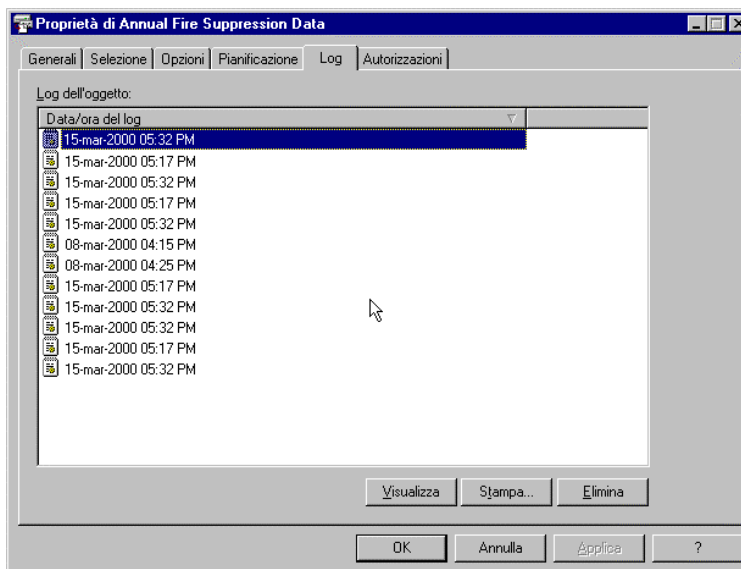 Proprietà di Annual Fire Suppression Data
Generali Selezione Opzioni Pianificazione Log Autorizzazioni
Log dell'oggetto:
Data/ora del log
15-mar-2000 05:32 PM
15-mar-2000 05:17 PM
15-mar-2000 05:32 PM
15-mar-2000 05:17 PM
15-mar-2000 05:32 PM
08-mar-2000 04:15 PM
08-mar-2000 04:25 PM
15-mar-2000 05:17 PM
15-mar-2000 05:32 PM
15-mar-2000 05:32 PM
15-mar-2000 05:17 PM
15-mar-2000 05:32 PM
Visualizza Stampa... Elimina
OK Annulla Applica ?